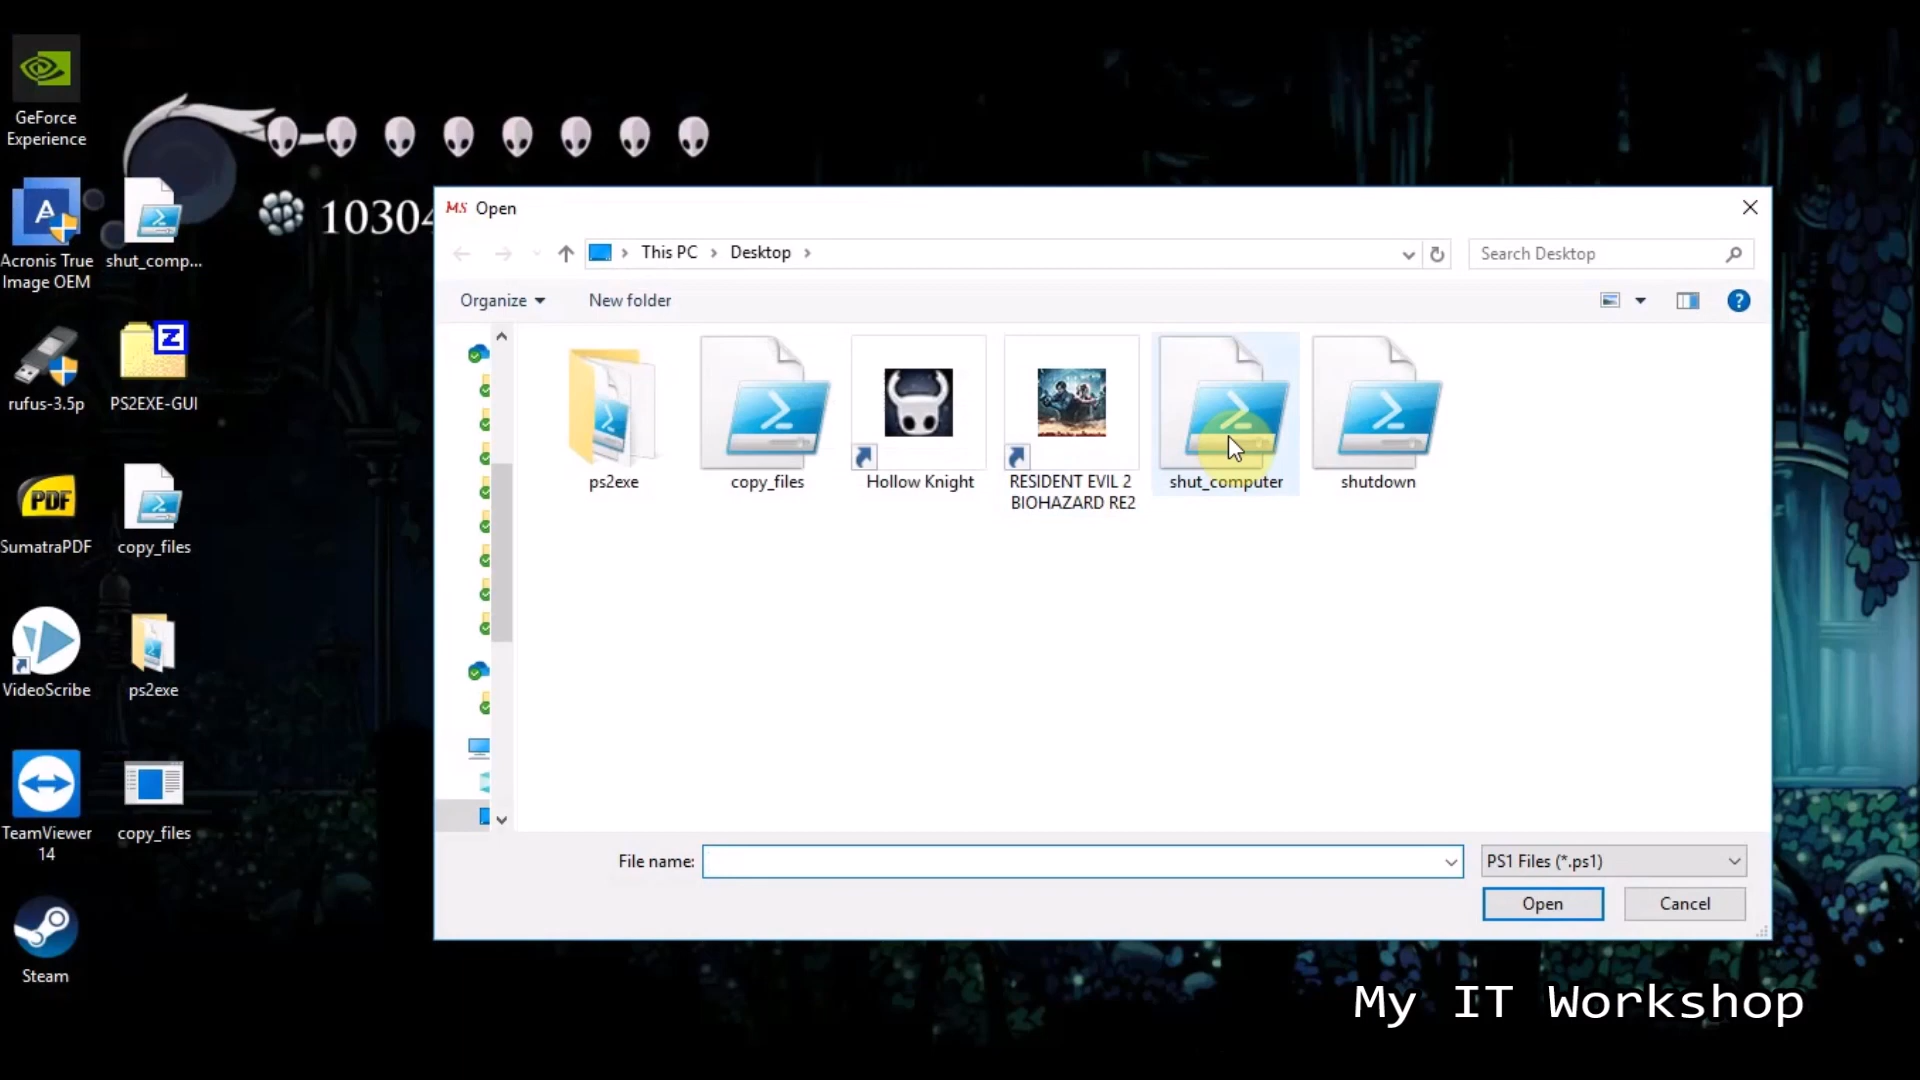 GeForce
Experience
Acronis True
Image OEM
shut_comp...
rufus-3.5p
PS2EXE-GUI
PDF
SumatraPDF
copy_files
VideoScribe
ps2exe
TeamViewer
14
copy_files
Steam
10304
MS Open
This PC
Desktop
Search Desktop
Organize
New folder
ps2exe
copy_files
Hollow Knight
RESIDENT EVIL 2
BIOHAZARD RE2
shut_computer
shutdown
File name:
PS1 Files (*.ps1)
Open
Cancel
My IT Workshop